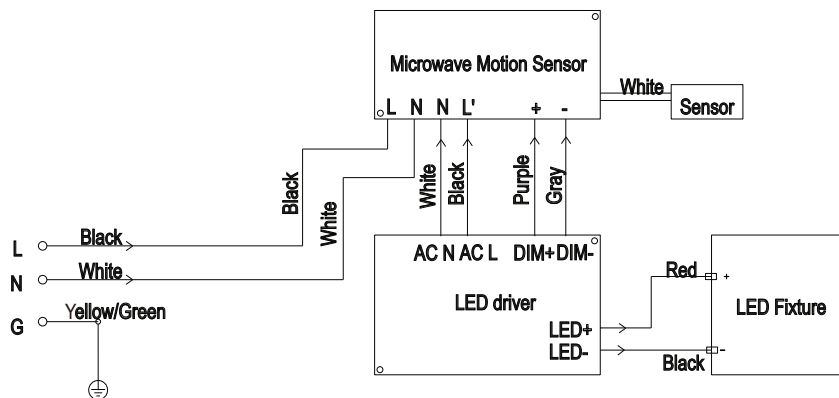 Microwave Motion Sensor
L N N L' + -
White
Sensor
Black
White
White
Black
Purple
Gray
L
Black
N
White
G
Yellow/Green
AC N AC L DIM+ DIM-
LED driver
LED+
LED-
Red
Black
+
-
LED Fixture